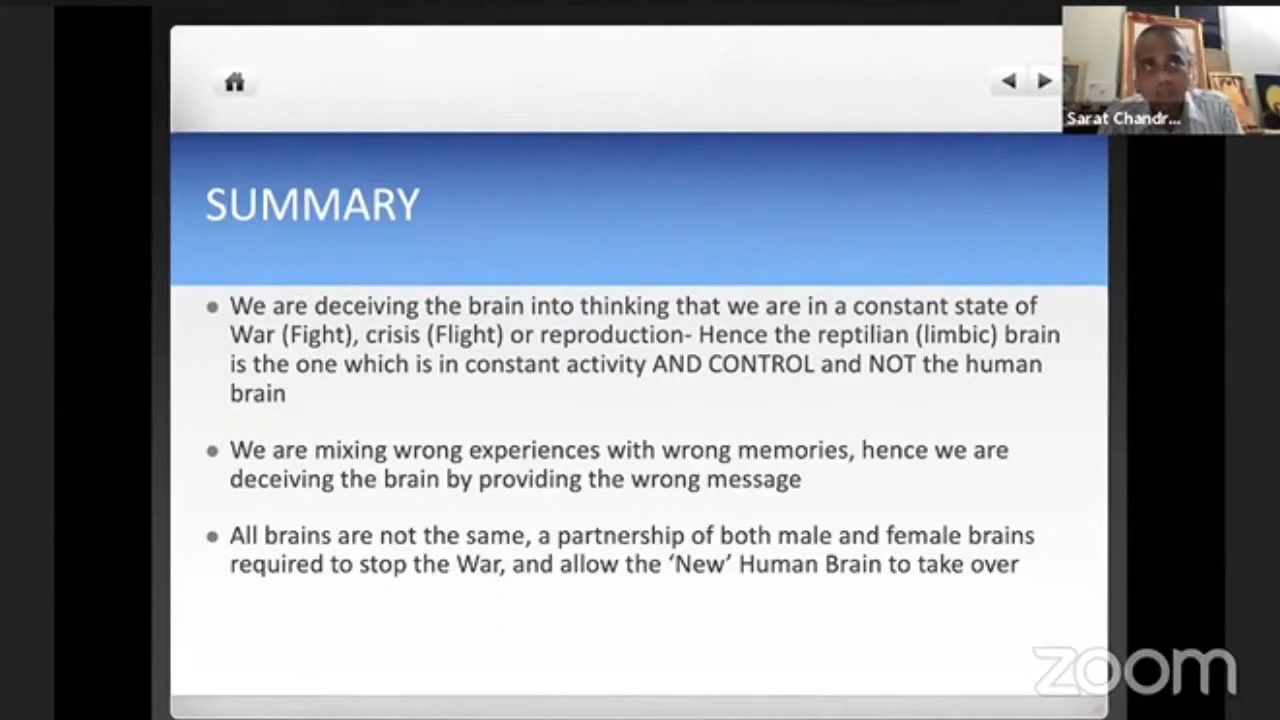 Sarat Chandr...
SUMMARY
We are deceiving the brain into thinking that we are in a constant state of
War (Fight), crisis (Flight) or reproduction- Hence the reptilian (limbic) brain
is the one which is in constant activity AND CONTROL and NOT the human
brain
We are mixing wrong experiences with wrong memories, hence we are
deceiving the brain by providing the wrong message
All brains are not the same, a partnership of both male and female brains
required to stop the War, and allow the ‘New’ Human Brain to take over
zoom